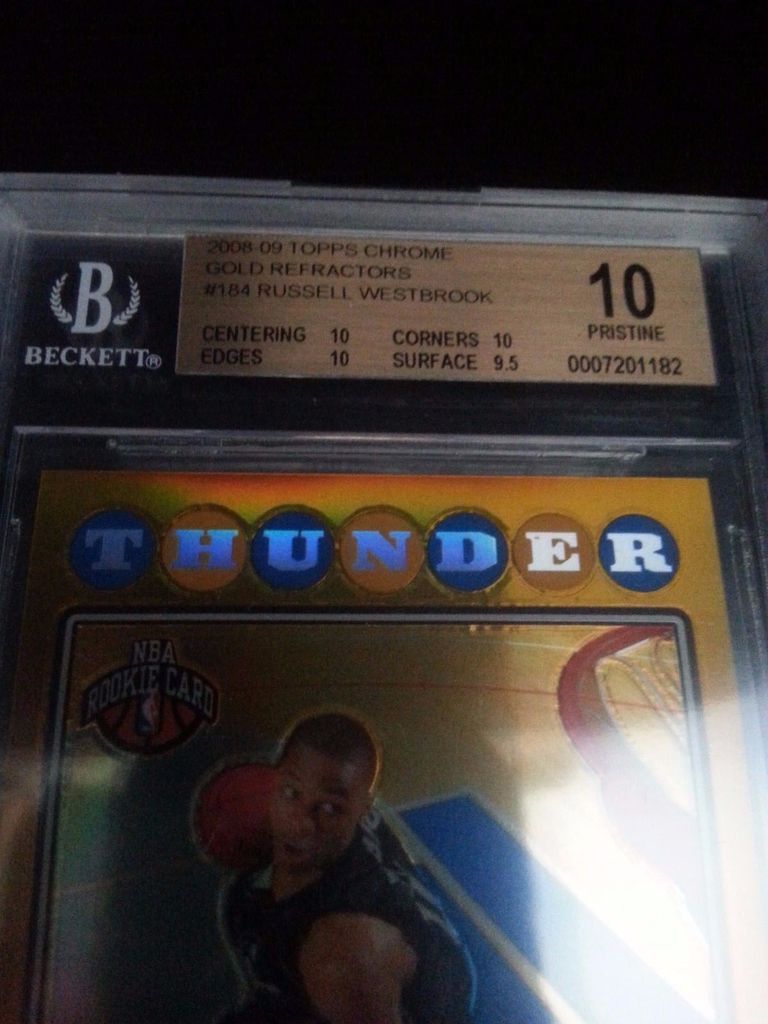 2008-09 TOPPS CHROME
GOLD REFRACTORS
#184 RUSSELL WESTBROOK
10
PRISTINE
B
BECKETT®
CENTERING 10 CORNERS 10
EDGES 10 SURFACE 9.5
0007201182
THUNDER
NBA
ROOKIE CARD